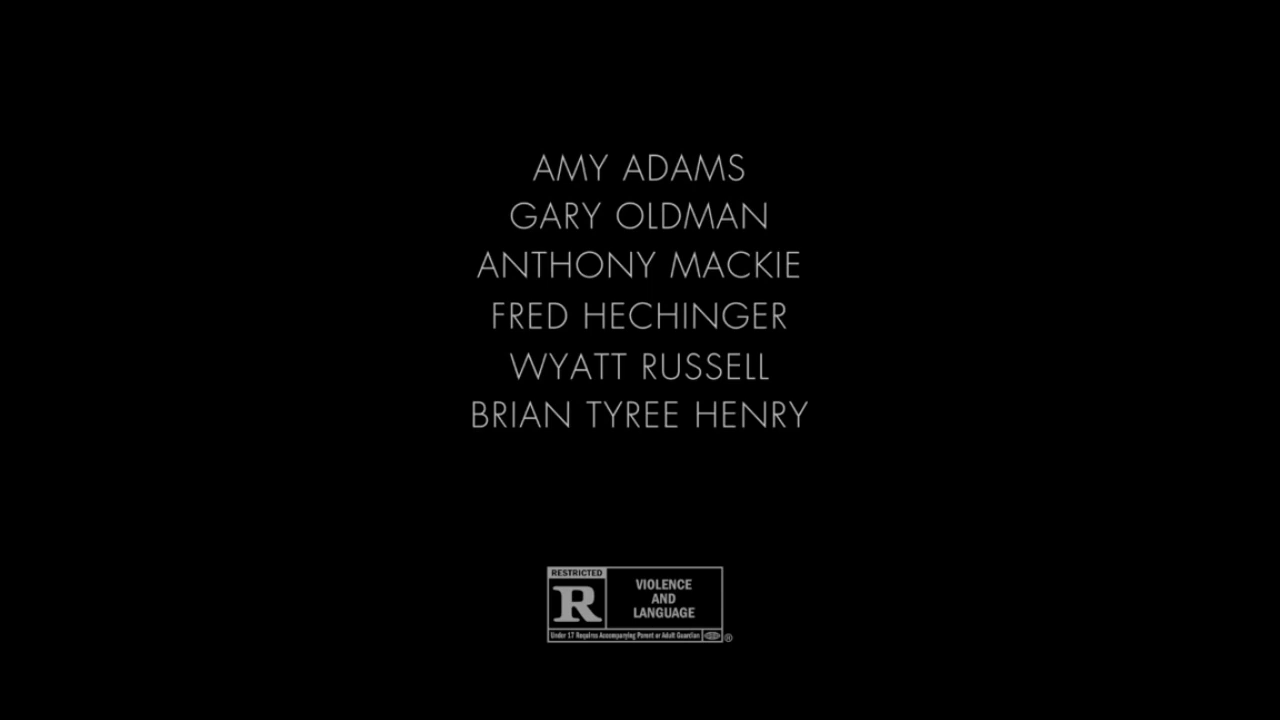 AMY ADAMS
GARY OLDMAN
ANTHONY MACKIE
FRED HECHINGER
WYATT RUSSELL
BRIAN TYREE HENRY
RESTRICTED
R
VIOLENCE
AND
LANGUAGE
Under 17 Requires Accompanying Parent or Adult Guardian
®